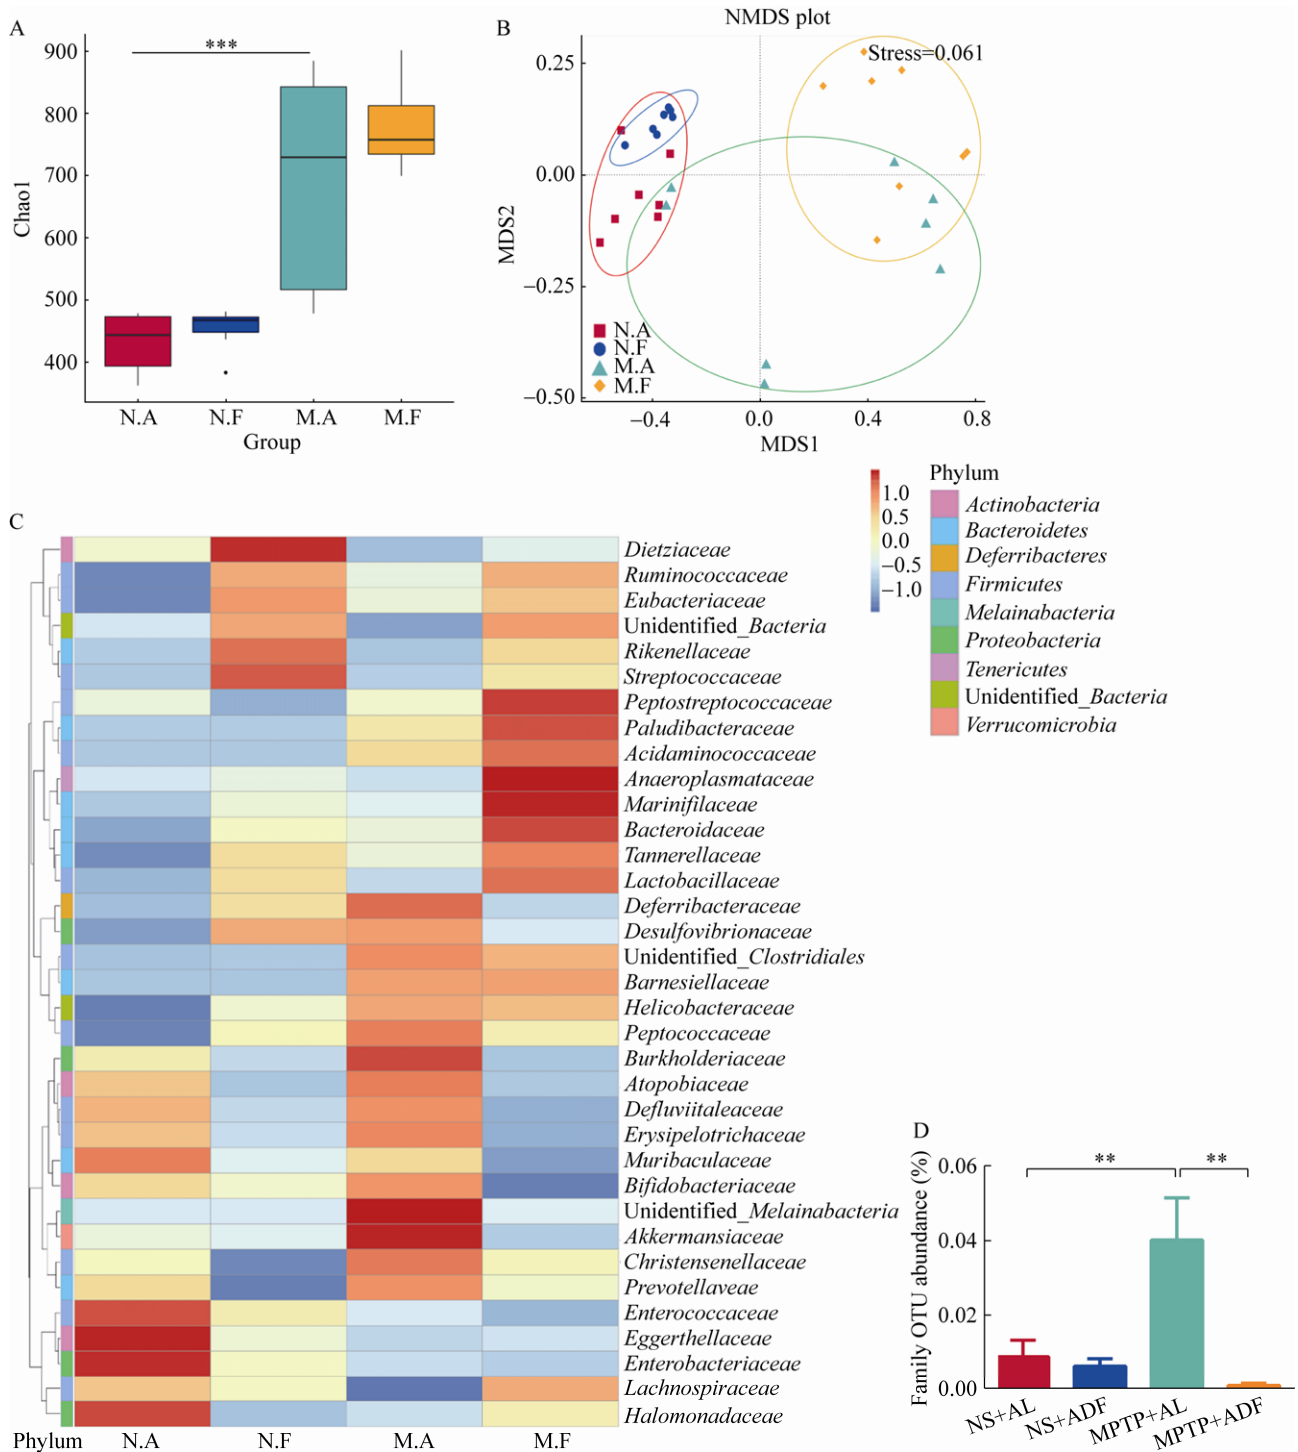 A
900
800
700
600
500
400
Chao1
***
N.A
N.F
M.A
M.F
Group
B
NMDS plot
Stress=0.061
0.25
0.00
−0.25
−0.50
MDS2
N.A
N.F
M.A
M.F
−0.4
0.0
0.4
0.8
MDS1
C
1.0
0.5
0.0
−0.5
−1.0
Phylum
Actinobacteria
Bacteroidetes
Deferribacteres
Firmicutes
Melainabacteria
Proteobacteria
Tenericutes
Unidentified_Bacteria
Verrucomicrobia
Dietziaceae
Ruminococcaceae
Eubacteriaceae
Unidentified_Bacteria
Rikenellaceae
Streptococcaceae
Peptostreptococcaceae
Paludibacteraceae
Acidaminococcaceae
Anaeroplasmataceae
Marinifilaceae
Bacteroidaceae
Tannerellaceae
Lactobacillaceae
Deferribacteraceae
Desulfovibrionaceae
Unidentified_Clostridiales
Barnesiellaceae
Helicobacteraceae
Peptococcaceae
Burkholderiaceae
Atopobiaceae
Defluviitaleaceae
Erysipelotrichaceae
Muribaculaceae
Bifidobacteriaceae
Unidentified_Melainabacteria
Akkermansiaceae
Christensenellaceae
Prevotellaveae
Enterococcaceae
Eggerthellaceae
Enterobacteriaceae
Lachnospiraceae
Halomonadaceae
Phylum
N.A
N.F
M.A
M.F
D
**
**
0.06
0.04
0.02
0.00
Family OTU abundance (%)
NS+AL
NS+ADF
MPTP+AL
MPTP+ADF